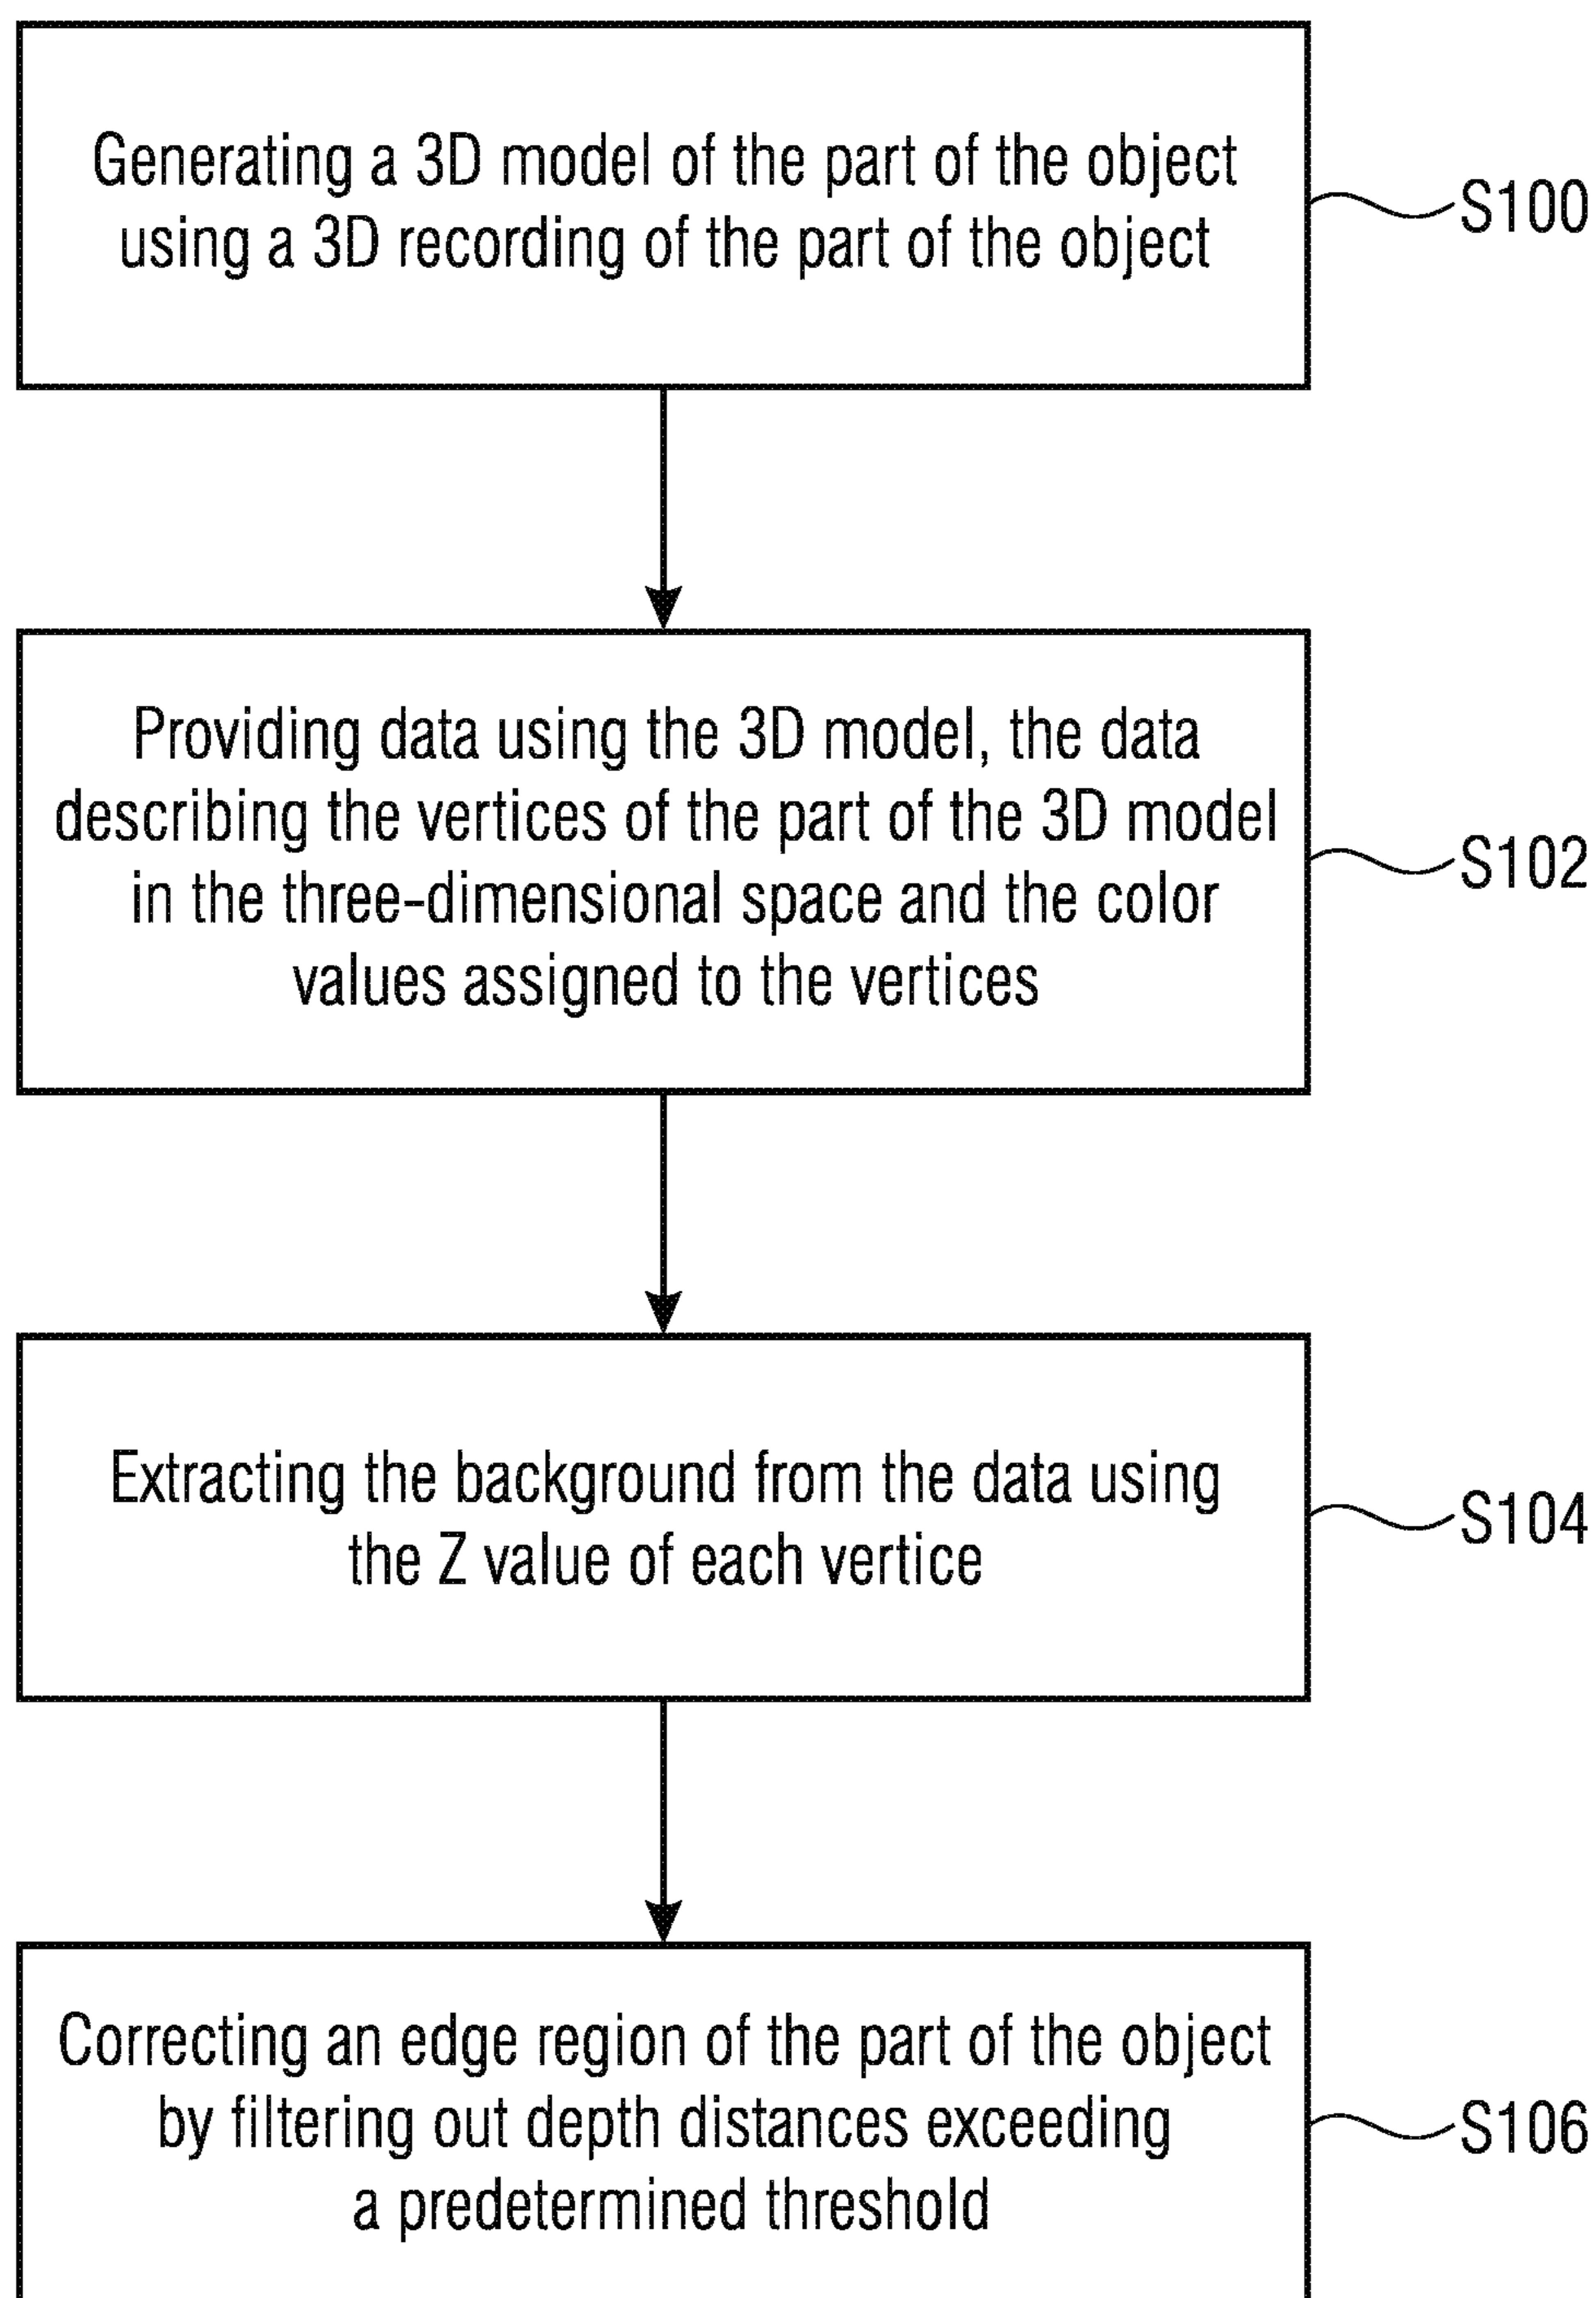 Generating a 3D model of the part of the object
using a 3D recording of the part of the object
S100
Providing data using the 3D model, the data
describing the vertices of the part of the 3D model
in the three-dimensional space and the color
values assigned to the vertices
S102
Extracting the background from the data using
the Z value of each vertice
S104
Correcting an edge region of the part of the object
by filtering out depth distances exceeding
a predetermined threshold
S106